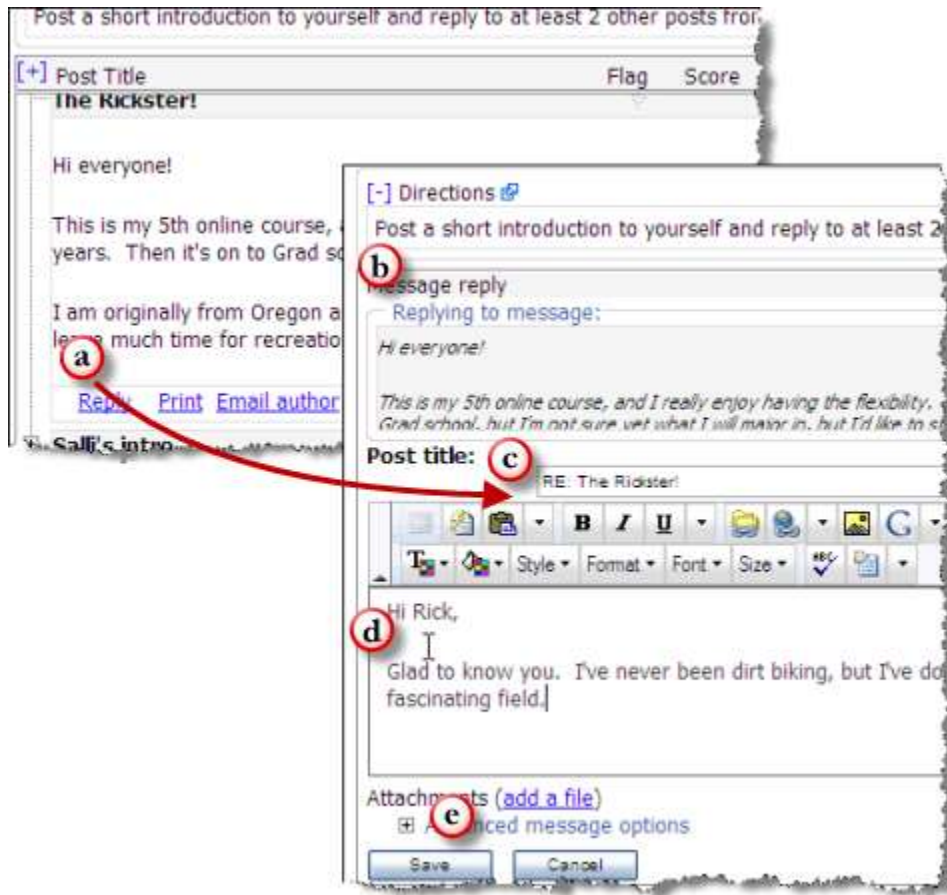 Post a short introduction to yourself and reply to at least 2 other posts from
[+] Post Title Flag Score
The Rickster!
Hi everyone!
This is my 5th online course,
years. Then it's on to Grad
I am originally from Oregon
much time for recreatio
a
Reply Print Email author
Salli's intro
[-] Directions
Post a short introduction to yourself and reply to at least 2
b
Message reply
Replying to message:
Hi everyone!
This is my 5th online course, and I really enjoy having the flexibility.
Grad school, but I'm not sure yet what I will major in, but I'd like to
Post title:
c
RE: The Rickster!
B I U
Style Format Font Size ABC
Hi Rick,
d
Glad to know you. I've never been dirt biking, but I've do
fascinating field.
Attachments (add a file)
e
Advanced message options
Save Cancel